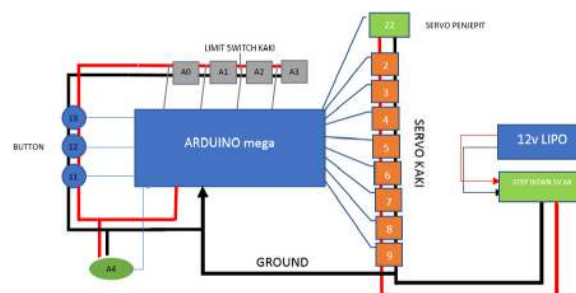 22
SERVO PENJEPIT
LIMIT SWITCH KAKI
A0
A1
A2
A3
2
3
4
5
6
7
8
9
SERVO KAKI
13
12
11
BUTTON
ARDUINO mega
12v LIPO
STEP DOWN 5V 8A
A4
GROUND